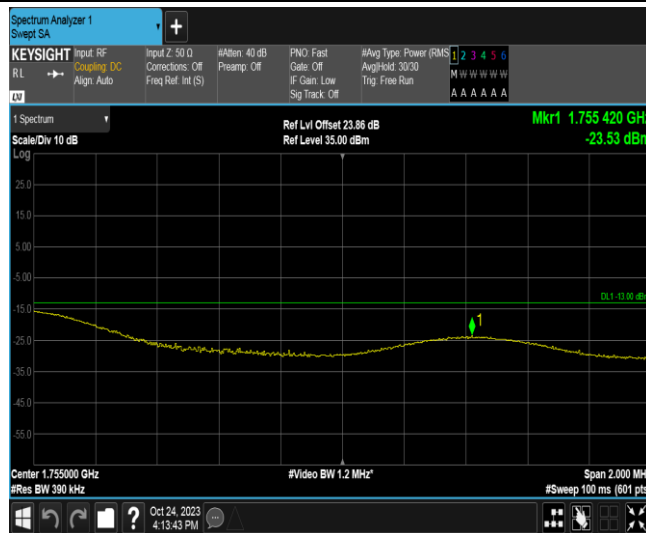 Spectrum Analyzer 1
Swept SA
+
KEYSIGHT
RL
LXI
Input: RF
Coupling: DC
Align: Auto
Input Z: 50 Ω
Corrections: Off
Freq Ref: Int (S)
#Atten: 40 dB
Preamp: Off
PNO: Fast
Gate: Off
IF Gain: Low
Sig Track: Off
#Avg Type: Power (RMS
Avg|Hold: 30/30
Trig: Free Run
1 2 3 4 5 6
M W W W W W
A A A A A A
1 Spectrum
Scale/Div 10 dB
Log
Ref Lvl Offset 23.86 dB
Ref Level 35.00 dBm
Mkr1 1.755 420 GHz
-23.53 dBm
25.0
15.0
5.00
-5.00
DL1 -13.00 dBm
-15.0
1
-25.0
-35.0
-45.0
-55.0
Center 1.755000 GHz
#Video BW 1.2 MHz*
Span 2.000 MH
#Res BW 390 kHz
#Sweep 100 ms (601 pts
?
Oct 24, 2023
4:13:43 PM